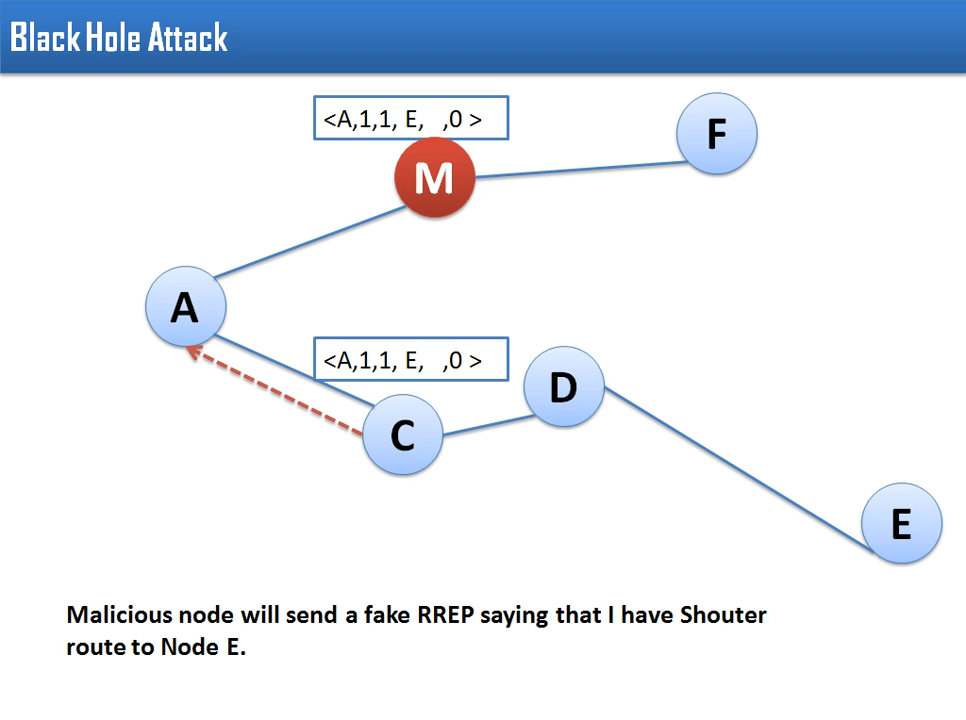 Black Hole Attack
<A,1,1, E,   ,0 >
M
F
A
<A,1,1, E,   ,0 >
D
C
E
Malicious node will send a fake RREP saying that I have Shouter
route to Node E.